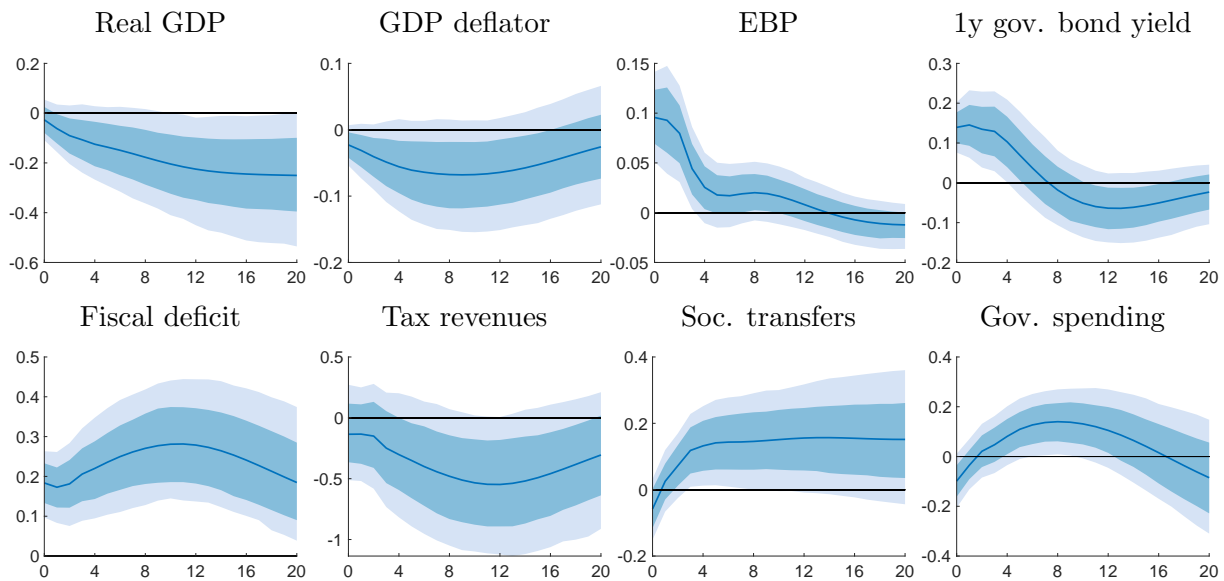 Real GDP
GDP deflator
EBP
1y gov. bond yield
0.2
0
-0.2
-0.4
-0.6
0 4 8 12 16 20
0.1
0
-0.1
-0.2
0 4 8 12 16 20
0.15
0.1
0.05
0
-0.05
0 4 8 12 16 20
0.3
0.2
0.1
0
-0.1
-0.2
0 4 8 12 16 20
Fiscal deficit
Tax revenues
Soc. transfers
Gov. spending
0.5
0.4
0.3
0.2
0.1
0
0 4 8 12 16 20
0.5
0
-0.5
-1
0 4 8 12 16 20
0.4
0.2
0
-0.2
0 4 8 12 16 20
0.4
0.2
0
-0.2
-0.4
0 4 8 12 16 20